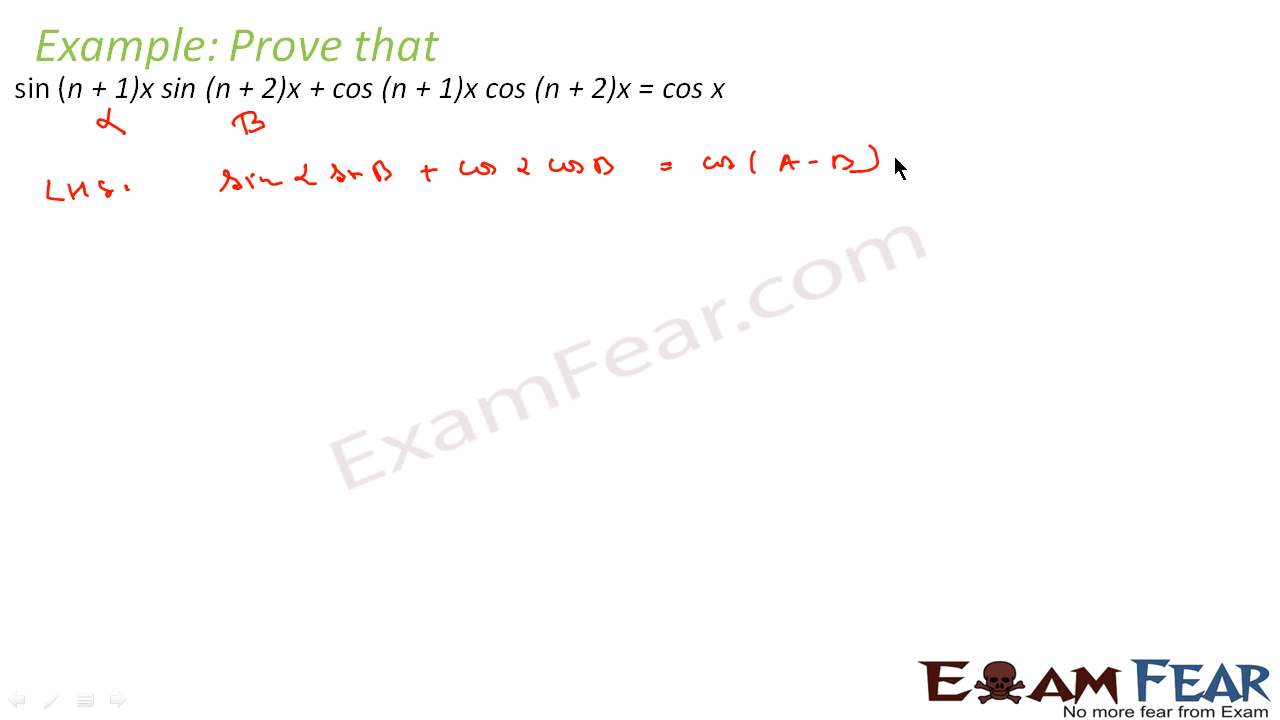 Example: Prove that
sin (n + 1)x sin (n + 2)x + cos (n + 1)x cos (n + 2)x = cos x
α B
LHS. sin α sin B + cos α cos B = cos ( A - B )
ExamFear.com
EXAM FEAR
No more fear from Exam